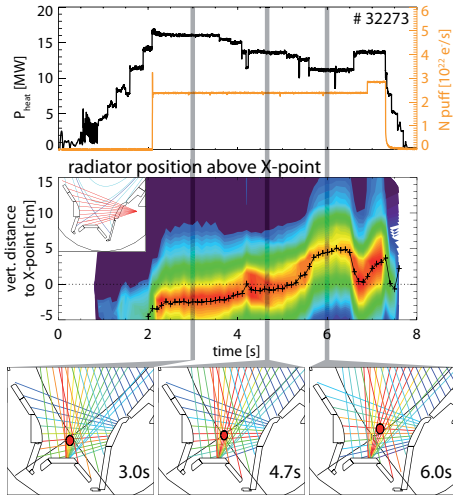 # 32273
P_heat [MW]
20
15
10
5
0
N puff [10^22 e/s]
6
5
4
3
2
1
0
radiator position above X-point
vert. distance
to X-point [cm]
15
10
5
0
-5
0 2 4 6 8
time [s]
3.0s 4.7s 6.0s